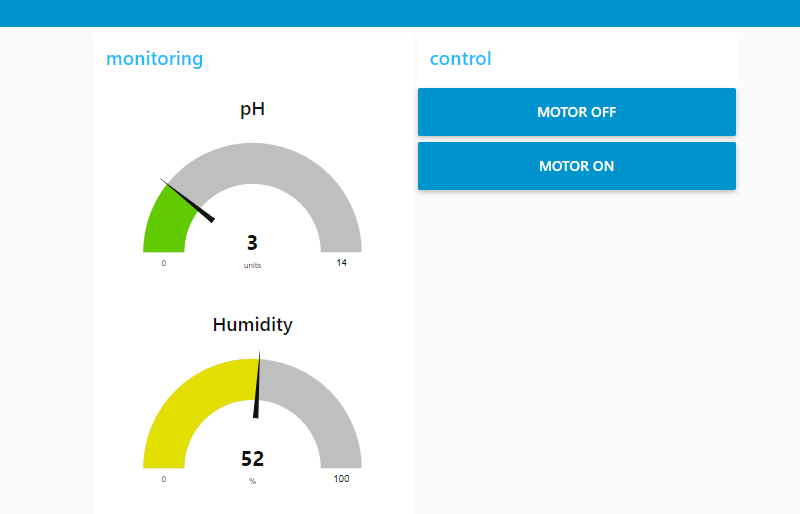 monitoring
pH
3
units
0
14
Humidity
52
%
0
100
control
MOTOR OFF
MOTOR ON